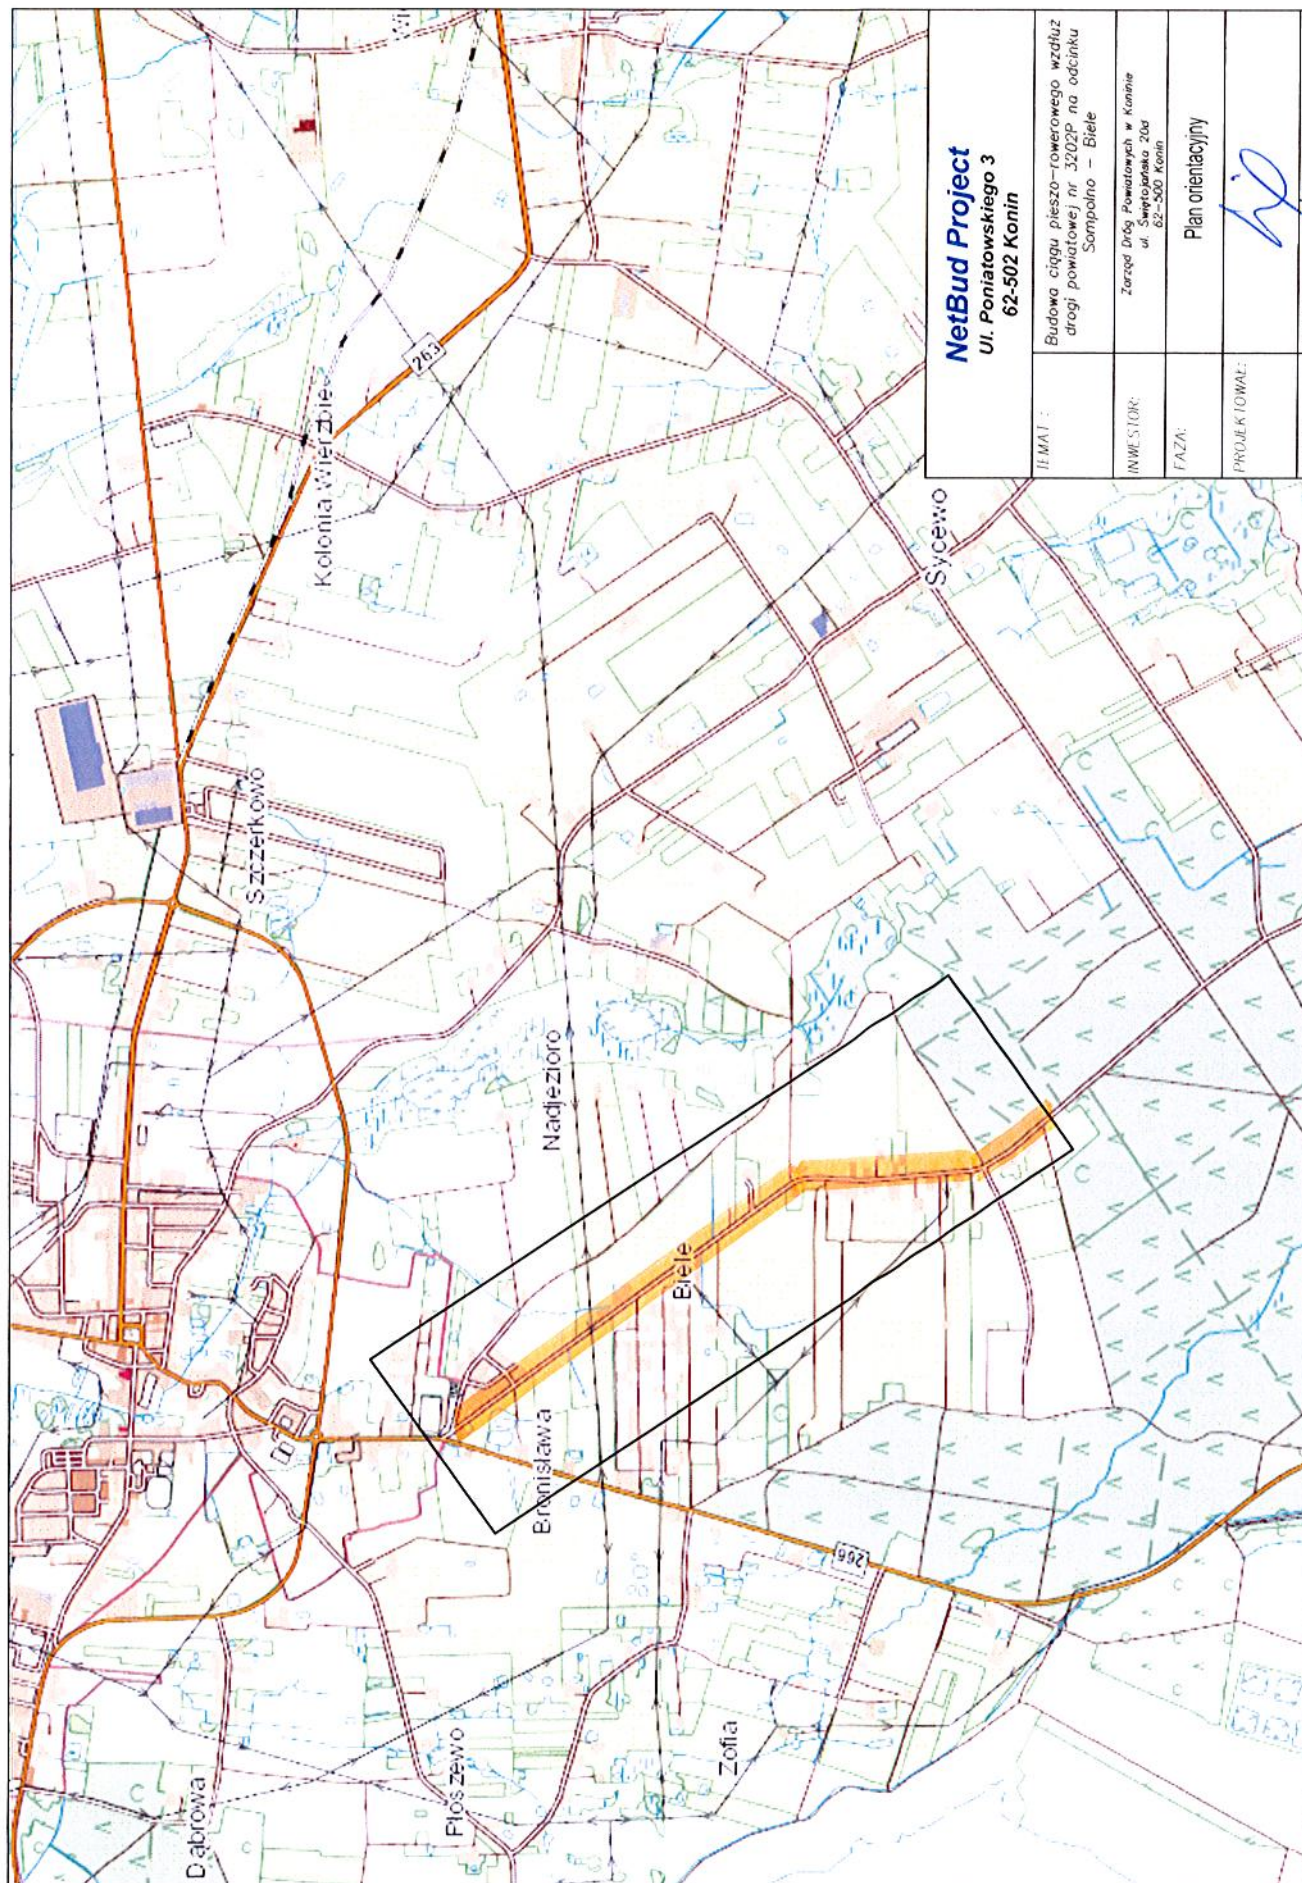 Kolonia Wierzbie
263
Szczerkowo
Sycewo
Nadjezioro
Biele
Bronisława
266
Dąbrowa
Płoszewo
Zofia
NetBud Project
Ul. Poniatowskiego 3
62-502 Konin
TEMAT :
Budowa ciągu pieszo-rowerowego wzdłuż
drogi powiatowej nr 3202P na odcinku
Sompolno - Biele
INWESTOR:
Zarząd Dróg Powiatowych w Koninie
ul. Świętojańska 20d
62-500 Konin
FAZA:
Plan orientacyjny
PROJEKTOWAŁ: